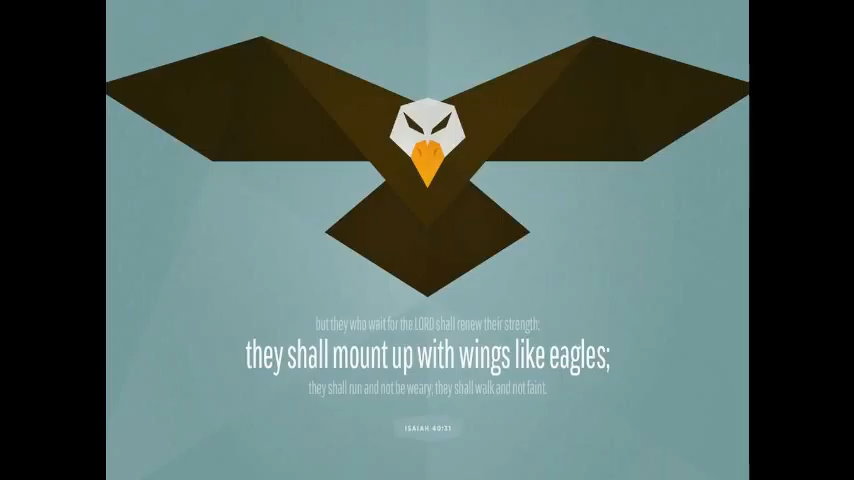 but they who wait for the LORD shall renew their strength;
they shall mount up with wings like eagles;
they shall run and not be weary; they shall walk and not faint.
ISAIAH 40:31